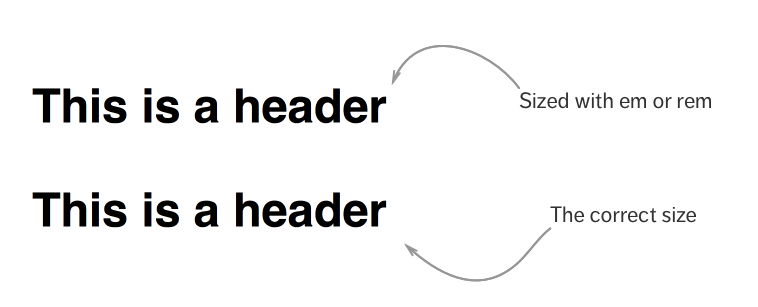 This is a header
Sized with em or rem
This is a header
The correct size